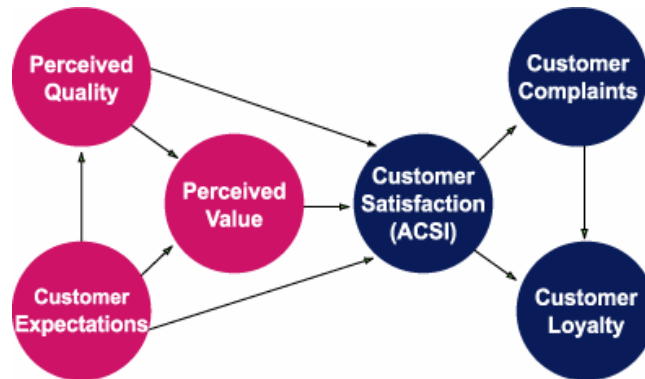 Perceived
Quality
Customer
Complaints
Perceived
Value
Customer
Satisfaction
(ACSI)
Customer
Expectations
Customer
Loyalty